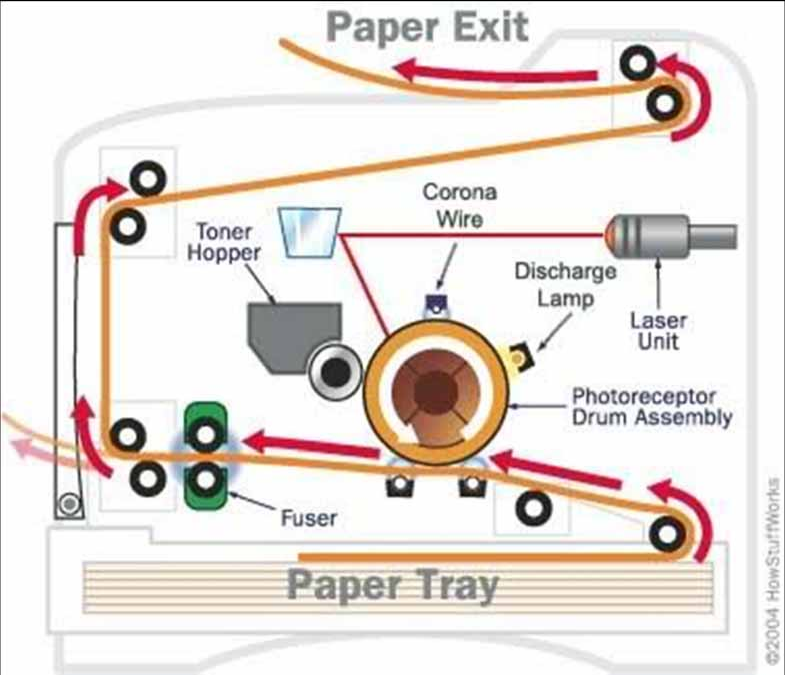 Paper Exit
Corona
Wire
Toner
Hopper
Discharge
Lamp
Laser
Unit
Photoreceptor
Drum Assembly
Fuser
Paper Tray
©2004 HowStuffWorks